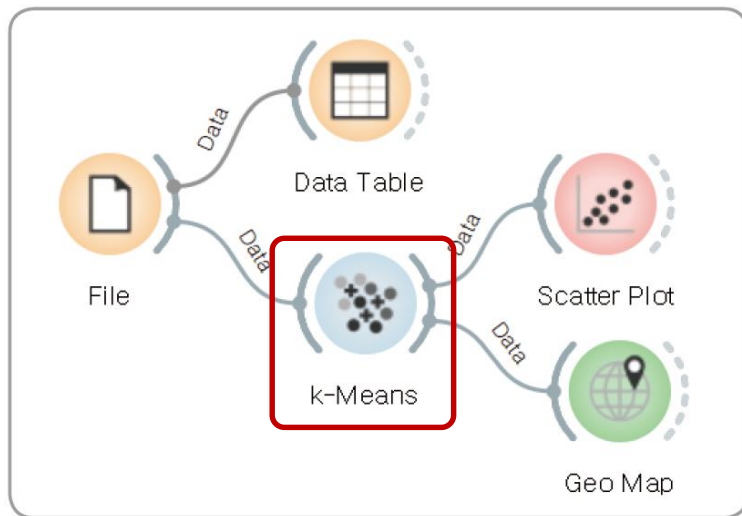 Data
Data Table
File
Data
k-Means
Data
Scatter Plot
Data
Geo Map